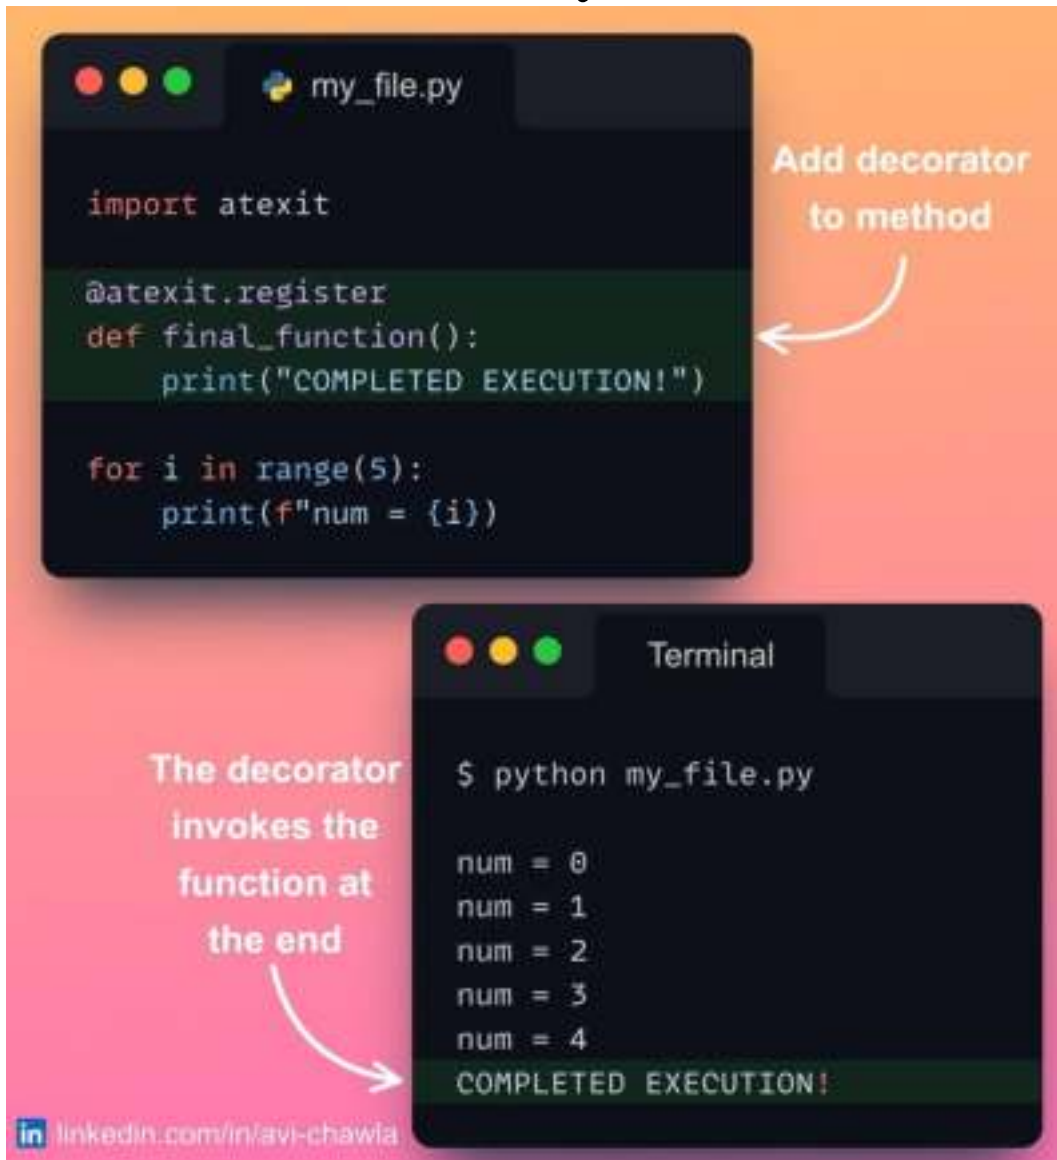 my_file.py
import atexit
@atexit.register
def final_function():
    print("COMPLETED EXECUTION!")
for i in range(5):
    print(f"num = {i})
Add decorator
to method
Terminal
$ python my_file.py
num = 0
num = 1
num = 2
num = 3
num = 4
COMPLETED EXECUTION!
The decorator
invokes the
function at
the end
in linkedin.com/in/avi-chawla